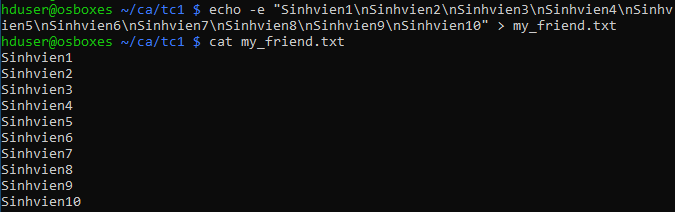 hduser@osboxes ~/ca/tc1 $ echo -e "Sinhvien1\nSinhvien2\nSinhvien3\nSinhvien4\nSinhv
ien5\nSinhvien6\nSinhvien7\nSinhvien8\nSinhvien9\nSinhvien10" > my_friend.txt
hduser@osboxes ~/ca/tc1 $ cat my_friend.txt
Sinhvien1
Sinhvien2
Sinhvien3
Sinhvien4
Sinhvien5
Sinhvien6
Sinhvien7
Sinhvien8
Sinhvien9
Sinhvien10